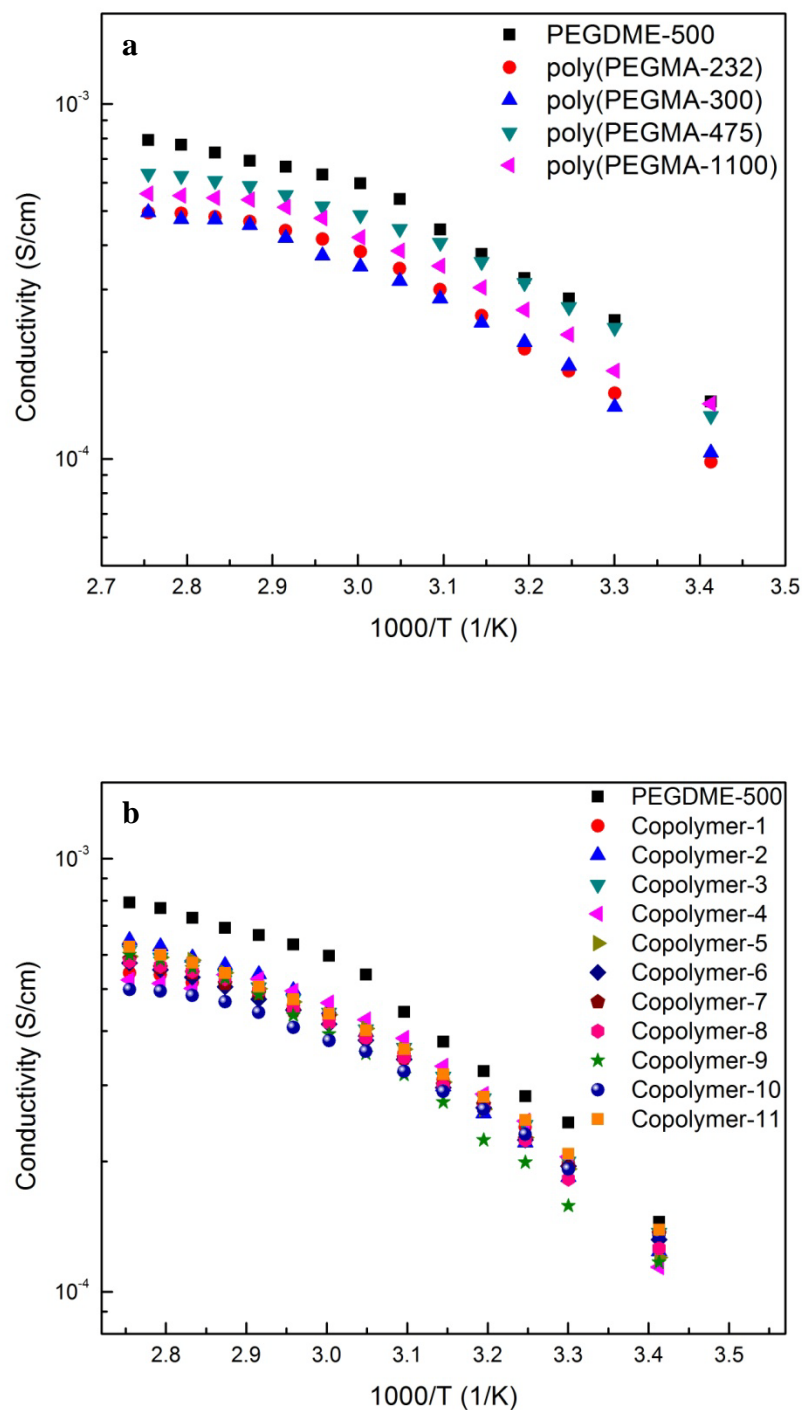 a
PEGDME-500
poly(PEGMA-232)
poly(PEGMA-300)
poly(PEGMA-475)
poly(PEGMA-1100)
10⁻³
10⁻⁴
Conductivity (S/cm)
2.7 2.8 2.9 3.0 3.1 3.2 3.3 3.4 3.5
1000/T (1/K)
b
PEGDME-500
Copolymer-1
Copolymer-2
Copolymer-3
Copolymer-4
Copolymer-5
Copolymer-6
Copolymer-7
Copolymer-8
Copolymer-9
Copolymer-10
Copolymer-11
10⁻³
10⁻⁴
Conductivity (S/cm)
2.8 2.9 3.0 3.1 3.2 3.3 3.4 3.5
1000/T (1/K)